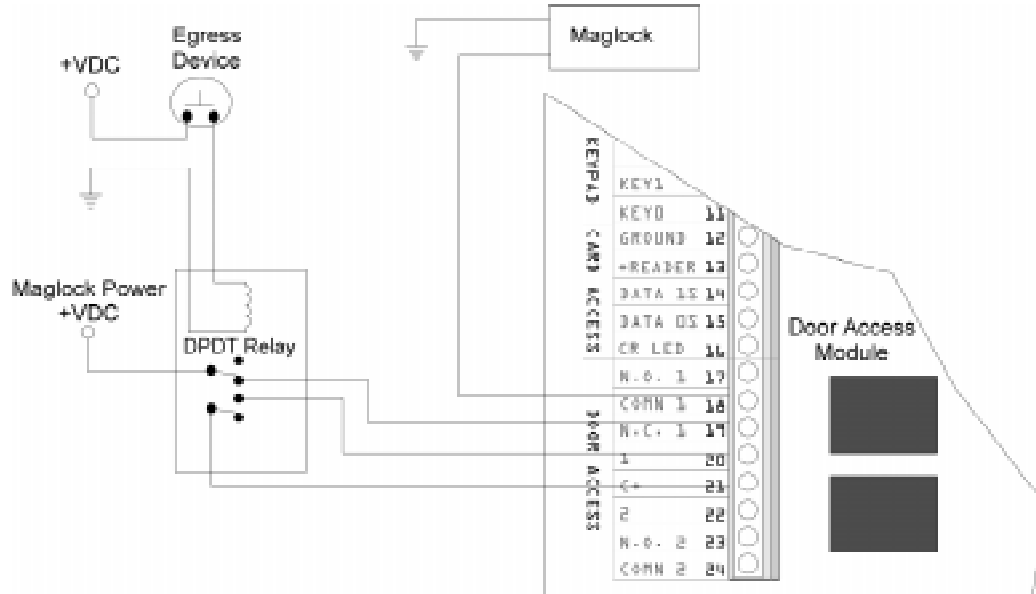 Egress
Device
+VDC
Maglock
Maglock Power
+VDC
DPDT Relay
KEYPAD
CARD ACCESS
DOOR ACCESS
KEY1
KEY0 11
GROUND 12
+READER 13
DATA 1S 14
DATA 0S 15
CR LED 16
N.O. 1 17
COMN 1 18
N.C. 1 19
1 20
C+ 21
2 22
N.O. 2 23
COMN 2 24
Door Access
Module